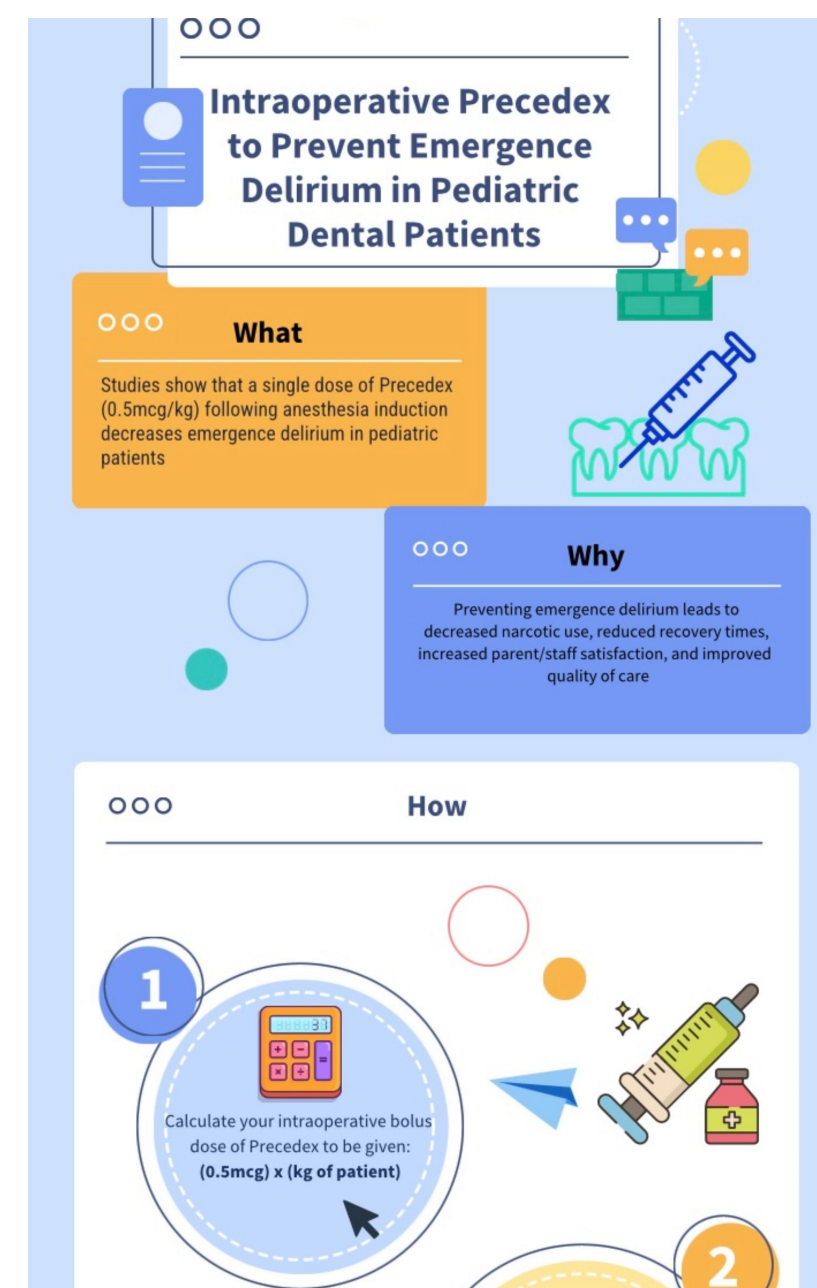 Intraoperative Precedex
to Prevent Emergence
Delirium in Pediatric
Dental Patients
What
Studies show that a single dose of Precedex
(0.5mcg/kg) following anesthesia induction
decreases emergence delirium in pediatric
patients
Why
Preventing emergence delirium leads to
decreased narcotic use, reduced recovery times,
increased parent/staff satisfaction, and improved
quality of care
How
1
Calculate your intraoperative bolus
dose of Precedex to be given:
(0.5mcg) x (kg of patient)
2